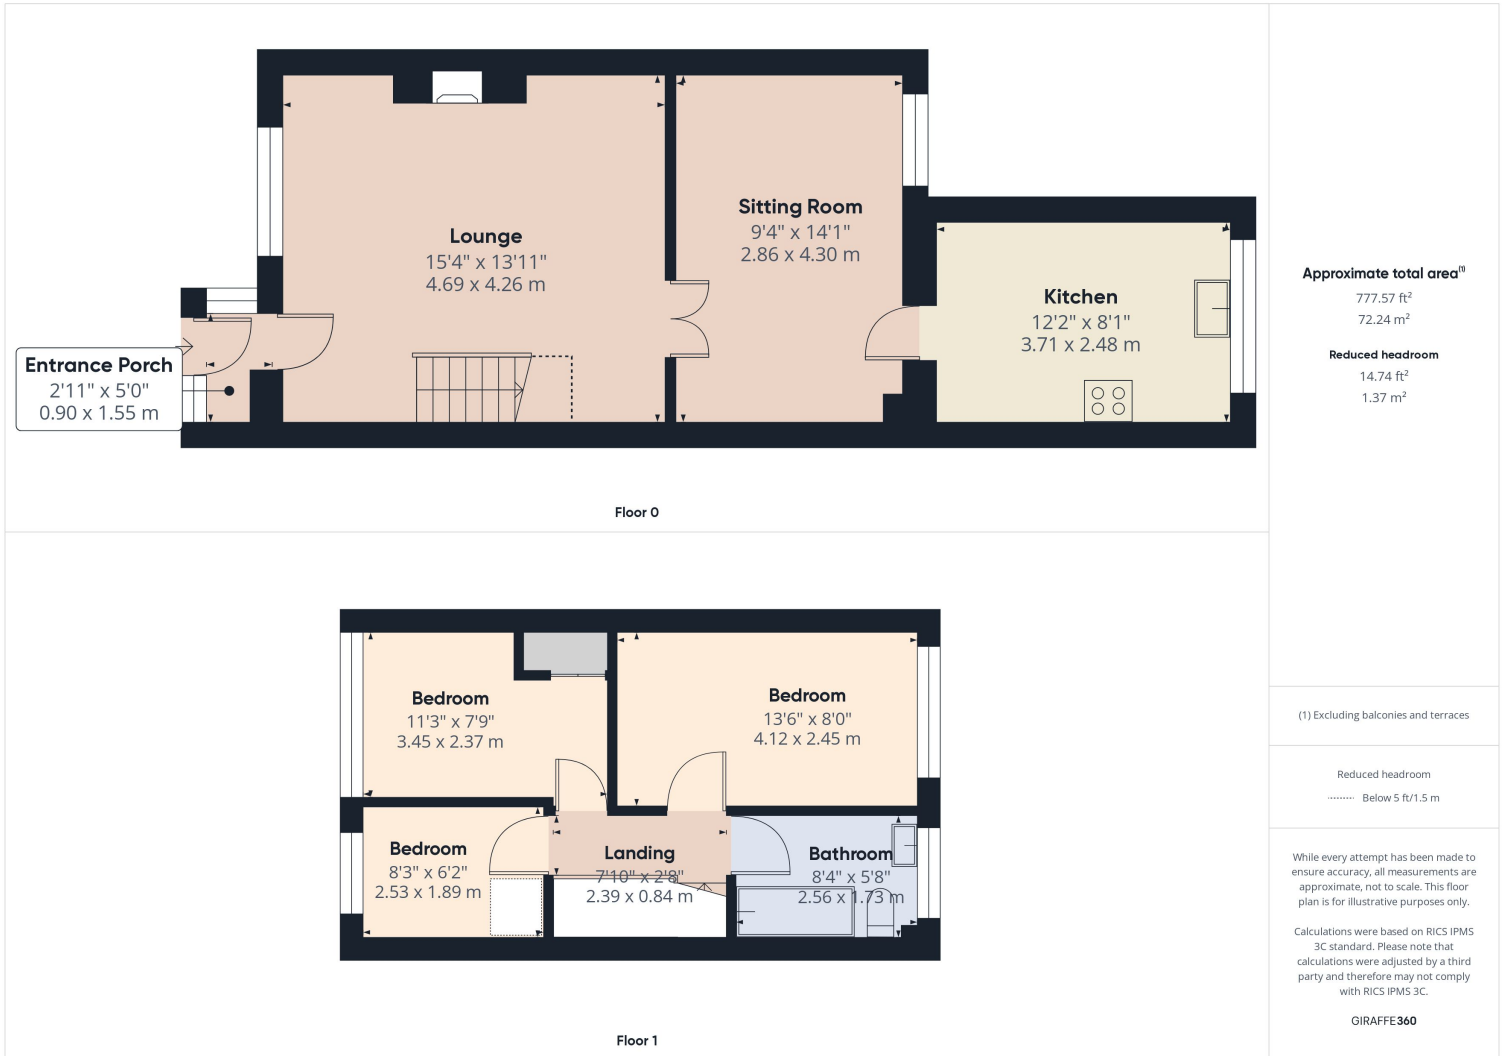 Lounge
15'4" x 13'11"
4.69 x 4.26 m
Sitting Room
9'4" x 14'1"
2.86 x 4.30 m
Kitchen
12'2" x 8'1"
3.71 x 2.48 m
Entrance Porch
2'11" x 5'0"
0.90 x 1.55 m
Floor 0
Bedroom
11'3" x 7'9"
3.45 x 2.37 m
Bedroom
13'6" x 8'0"
4.12 x 2.45 m
Bedroom
8'3" x 6'2"
2.53 x 1.89 m
Landing
7'10" x 2'8"
2.39 x 0.84 m
Bathroom
8'4" x 5'8"
2.56 x 1.73 m
Floor 1
Approximate total area⁽¹⁾
777.57 ft²
72.24 m²
Reduced headroom
14.74 ft²
1.37 m²
(1) Excluding balconies and terraces
Reduced headroom
Below 5 ft/1.5 m
While every attempt has been made to
ensure accuracy, all measurements are
approximate, not to scale. This floor
plan is for illustrative purposes only.
Calculations were based on RICS IPMS
3C standard. Please note that
calculations were adjusted by a third
party and therefore may not comply
with RICS IPMS 3C.
GIRAFFE360